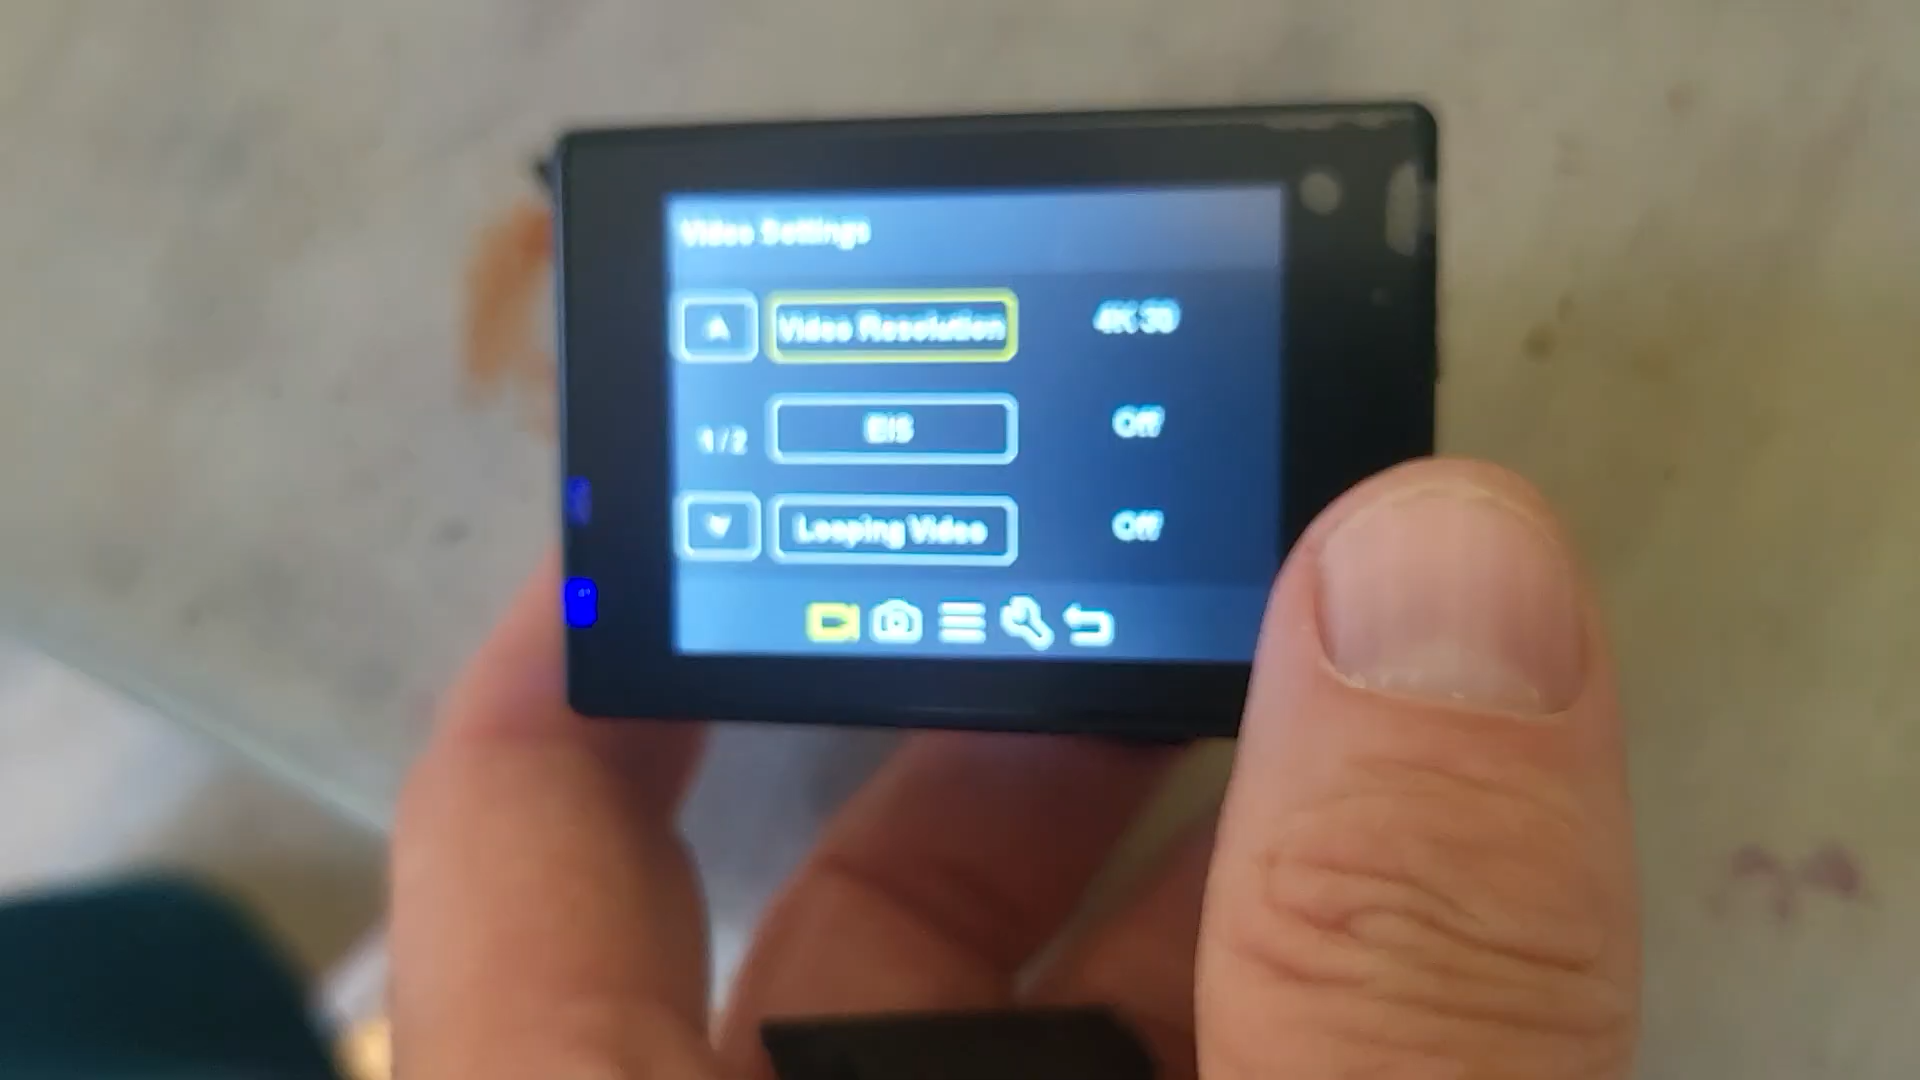 Video Settings
Video Resolution 4K 30
EIS Off
1/2
Looping Video Off